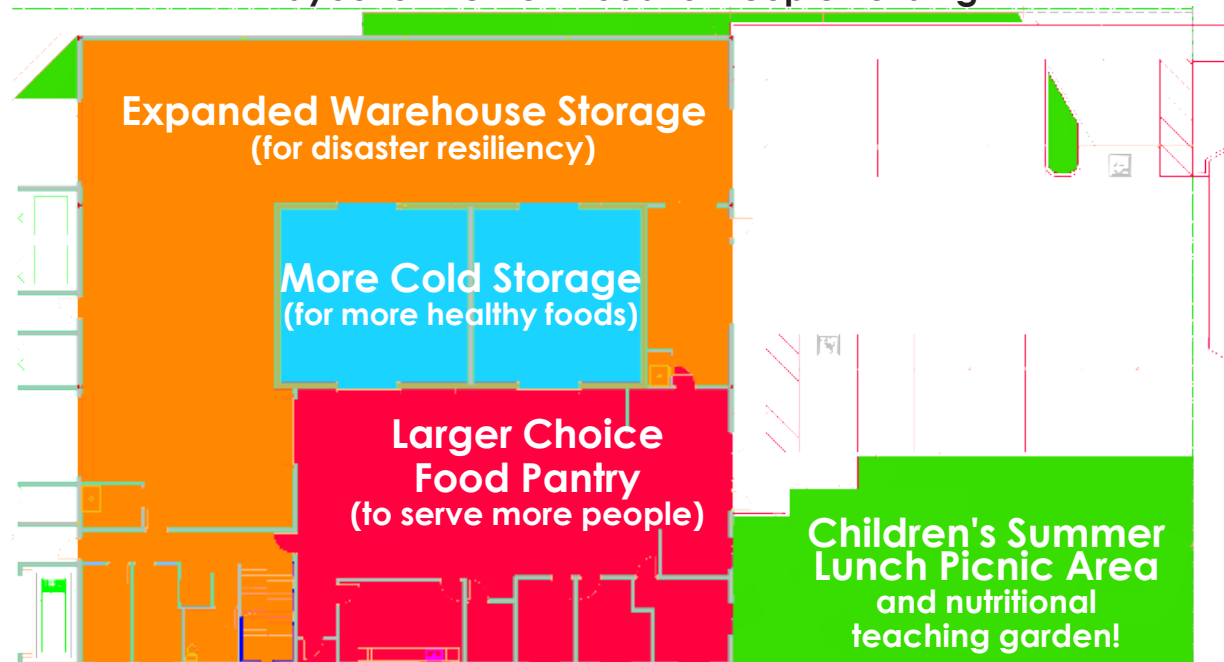 Expanded Warehouse Storage
(for disaster resiliency)
More Cold Storage
(for more healthy foods)
Larger Choice
Food Pantry
(to serve more people)
Children's Summer
Lunch Picnic Area
and nutritional
teaching garden!